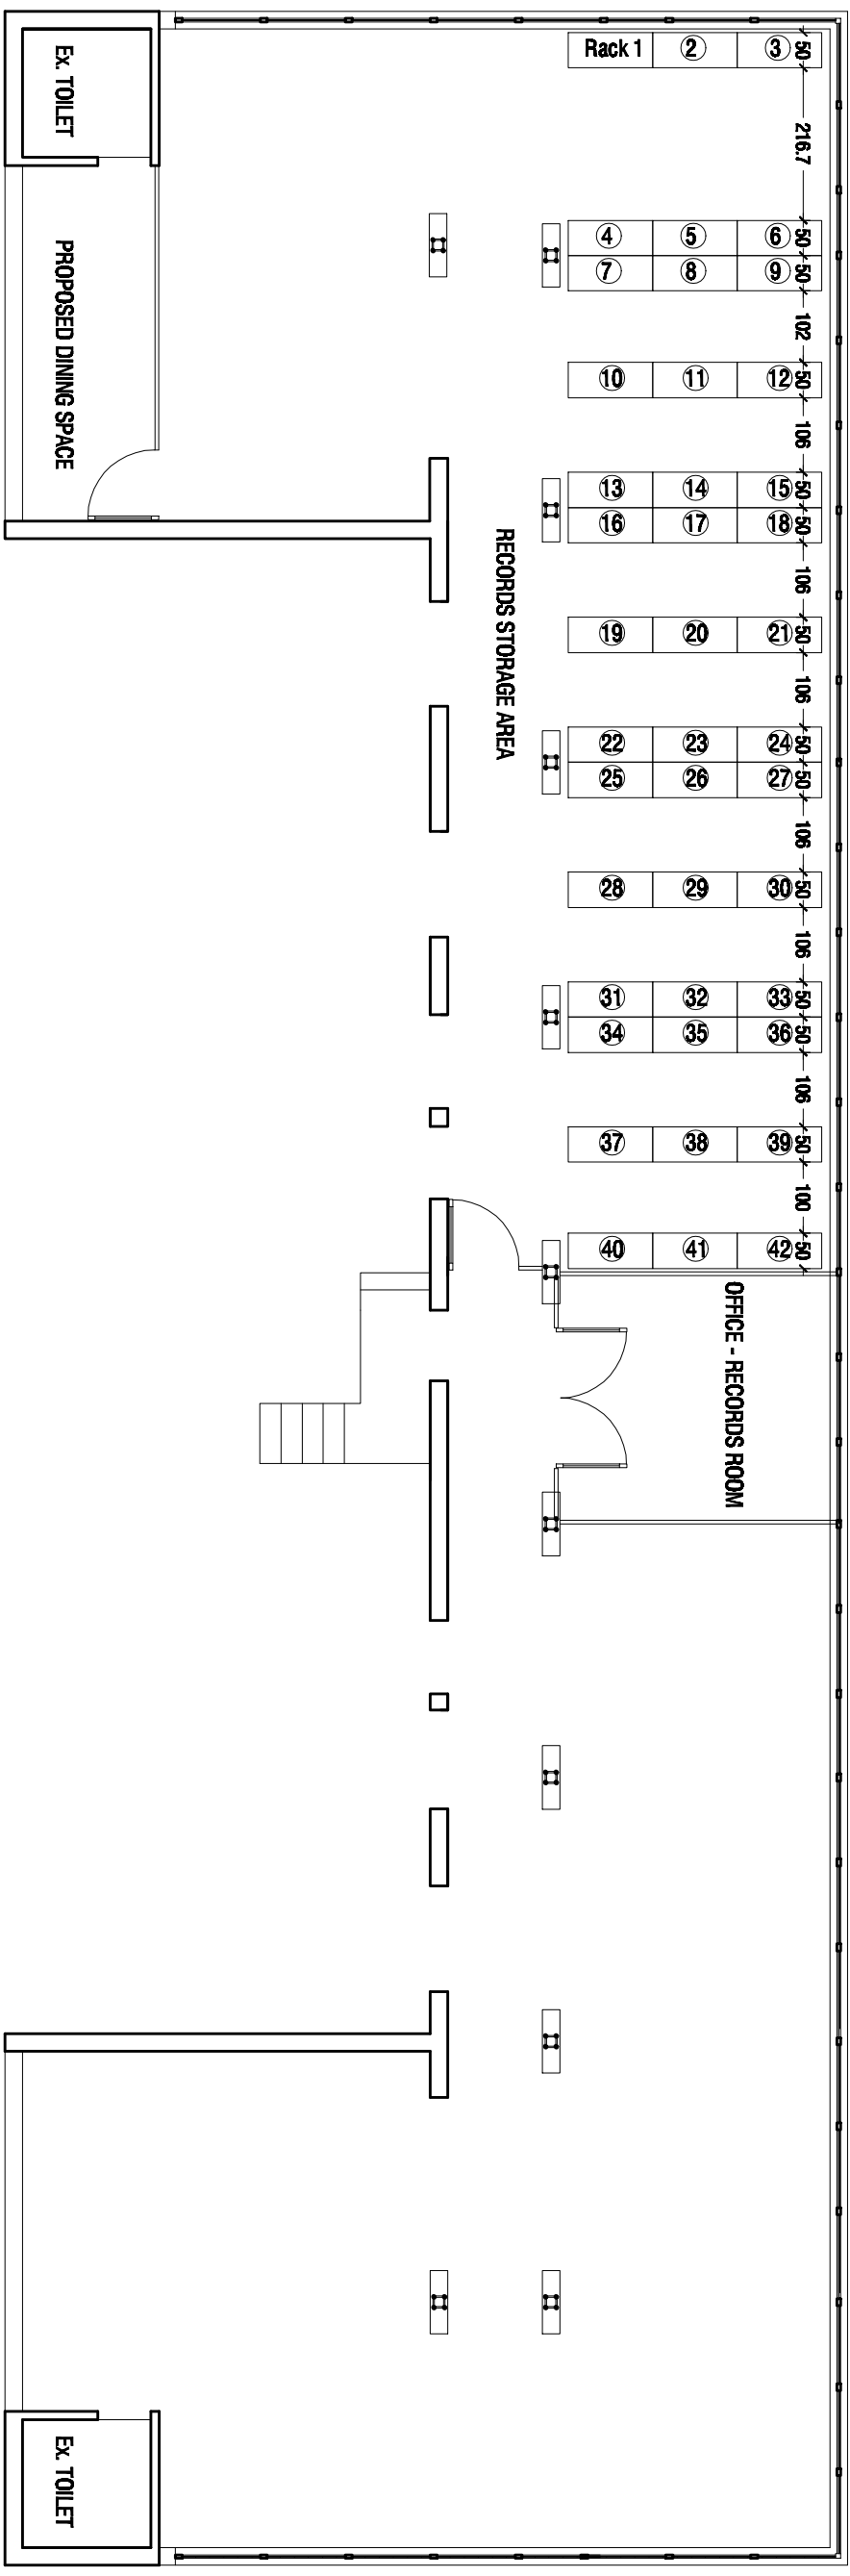 Ex. TOILET
PROPOSED DINING SPACE
RECORDS STORAGE AREA
OFFICE - RECORDS ROOM
Ex. TOILET
Rack 1 2 3 50
216.7
4 5 6 50
7 8 9 50
102
10 11 12 50
106
13 14 15 50
16 17 18 50
106
19 20 21 50
106
22 23 24 50
25 26 27 50
106
28 29 30 50
106
31 32 33 50
34 35 36 50
106
37 38 39 50
100
40 41 42 50